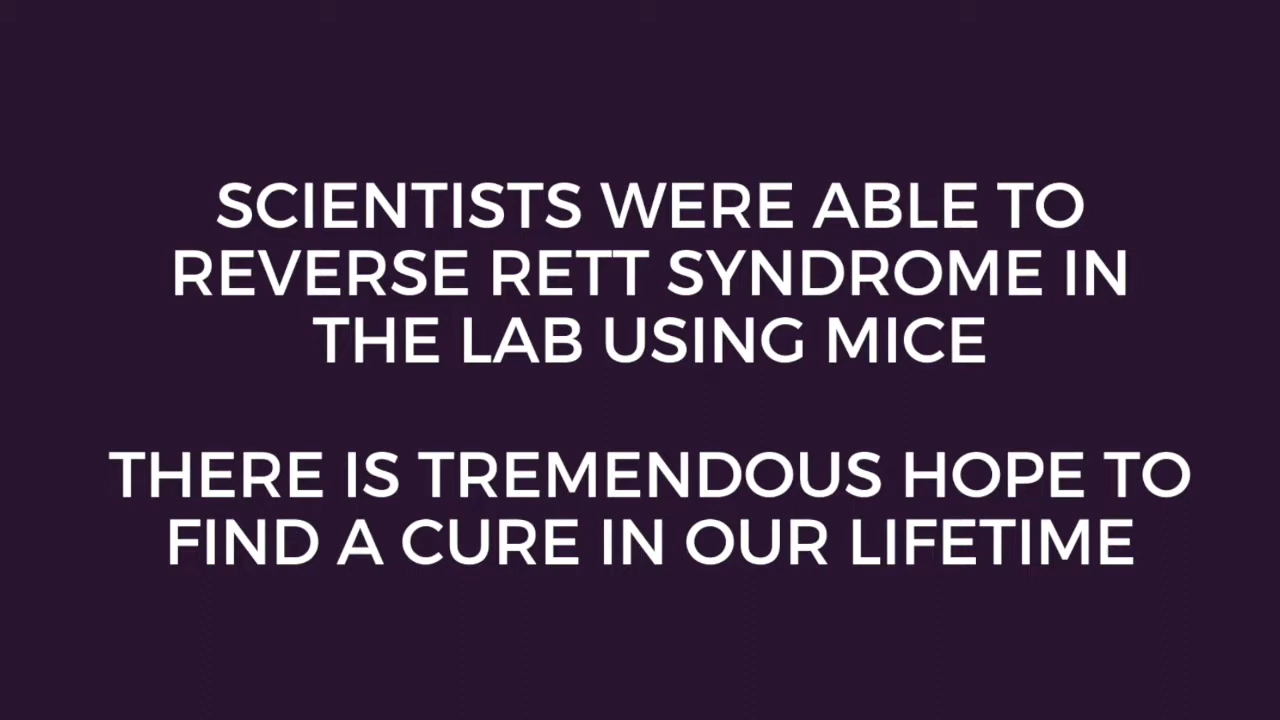 SCIENTISTS WERE ABLE TO
REVERSE RETT SYNDROME IN
THE LAB USING MICE
THERE IS TREMENDOUS HOPE TO
FIND A CURE IN OUR LIFETIME